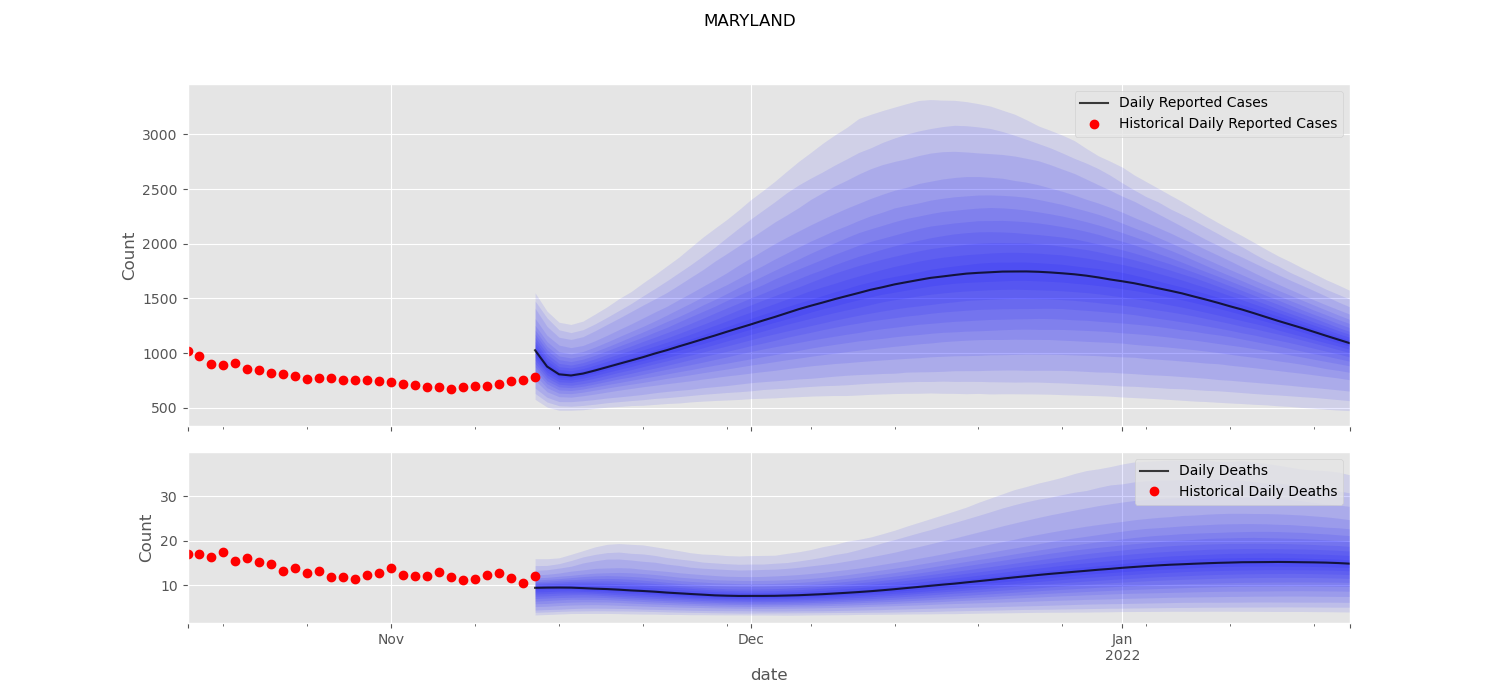 MARYLAND
Daily Reported Cases
Historical Daily Reported Cases
3000
2500
2000
1500
1000
500
Count
Daily Deaths
Historical Daily Deaths
30
20
10
Count
Nov
Dec
Jan
2022
date